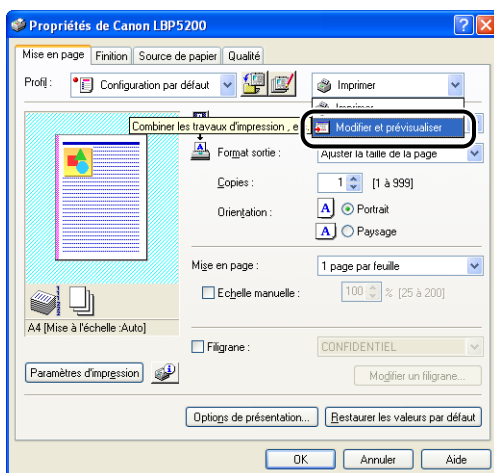 Propriétés de Canon LBP5200
Mise en page Finition Source de papier Qualité
Profil : Configuration par défaut Imprimer
Modifier et prévisualiser
Combiner les travaux d'impression , e
Format sortie : Ajuster la taille de la page
Copies : 1 [1 à 999]
Orientation : A Portrait
A Paysage
Mise en page : 1 page par feuille
Echelle manuelle : 100 % [25 à 200]
A4 [Mise à l'échelle :Auto]
Filigrane : CONFIDENTIEL
Paramètres d'impression Modifier un filigrane...
Options de présentation... Restaurer les valeurs par défaut
OK Annuler Aide